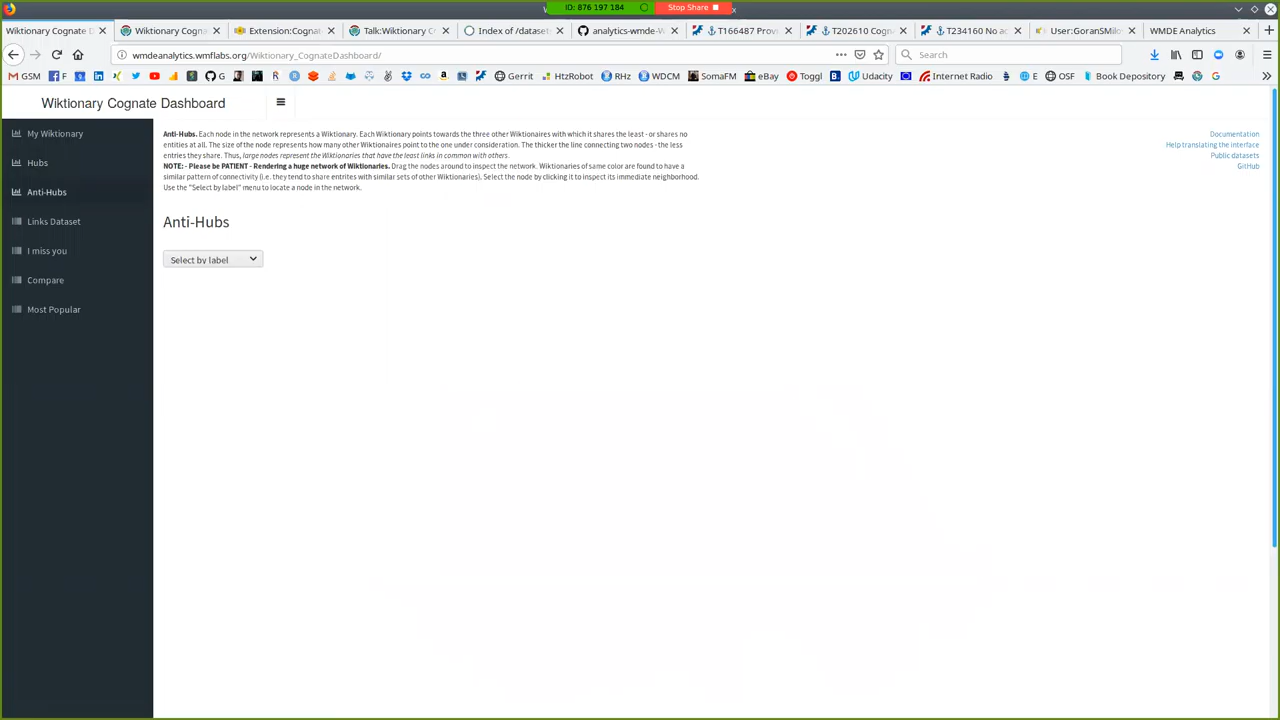 ID: 876 197 184
Stop Share
Wiktionary Cognate D
Wiktionary Cogna
Extension:Cogna
Talk:Wiktionary C
Index of /dataset
analytics-wmde-W
T166487 Prov
T202610 Cogn
T234160 No ac
User:GoranSMilo
WMDE Analytics
wmdeanalytics.wmflabs.org/Wiktionary_CognateDashboard/
Search
GSM
F
G
Gerrit
HtzRobot
RHz
WDCM
SomaFM
eBay
Toggl
Udacity
Internet Radio
E
OSF
Book Depository
Wiktionary Cognate Dashboard
My Wiktionary
Hubs
Anti-Hubs
Links Dataset
I miss you
Compare
Most Popular
Anti-Hubs. Each node in the network represents a Wiktionary. Each Wiktionary points towards the three other Wiktionaires with which it shares the least - or shares no
entities at all. The size of the node represents how many other Wiktionaires point to the one under consideration. The thicker the line connecting two nodes - the less
entries they share. Thus, large nodes represent the Wiktionaries that have the least links in common with others.
NOTE: - Please be PATIENT - Rendering a huge network of Wiktionaries. Drag the nodes around to inspect the network. Wiktionaries of same color are found to have a
similar pattern of connectivity (i.e. they tend to share entrites with similar sets of other Wiktionaries). Select the node by clicking it to inspect its immediate neghborhood.
Use the "Select by label" menu to locate a node in the network.
Documentation
Help translating the interface
Public datasets
GitHub
Anti-Hubs
Select by label